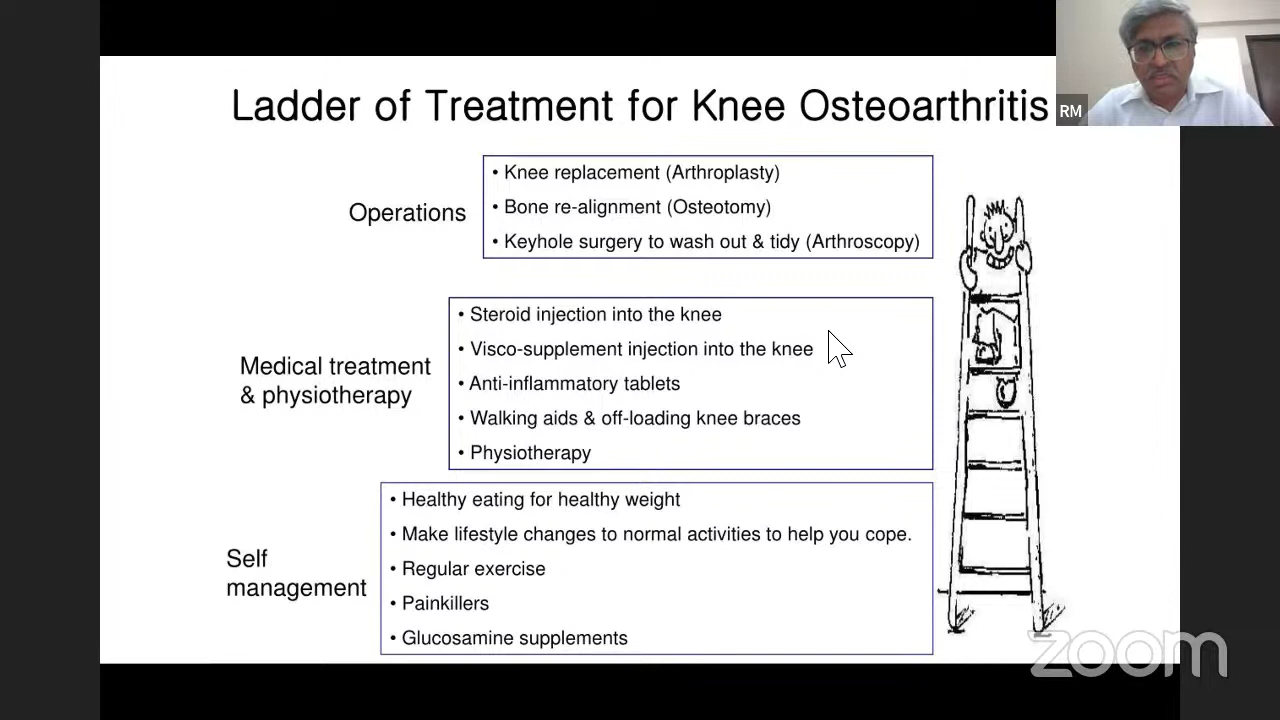 Ladder of Treatment for Knee Osteoarthritis
RM
Operations
• Knee replacement (Arthroplasty)
• Bone re-alignment (Osteotomy)
• Keyhole surgery to wash out & tidy (Arthroscopy)
Medical treatment
& physiotherapy
• Steroid injection into the knee
• Visco-supplement injection into the knee
• Anti-inflammatory tablets
• Walking aids & off-loading knee braces
• Physiotherapy
Self
management
• Healthy eating for healthy weight
• Make lifestyle changes to normal activities to help you cope.
• Regular exercise
• Painkillers
• Glucosamine supplements
zoom